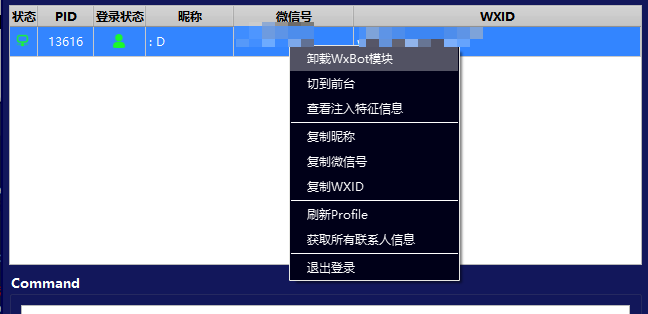 状态 PID 登录状态 昵称 微信号 WXID
13616 : D
卸载WxBot模块
切到前台
查看注入特征信息
复制昵称
复制微信号
复制WXID
刷新Profile
获取所有联系人信息
退出登录
Command